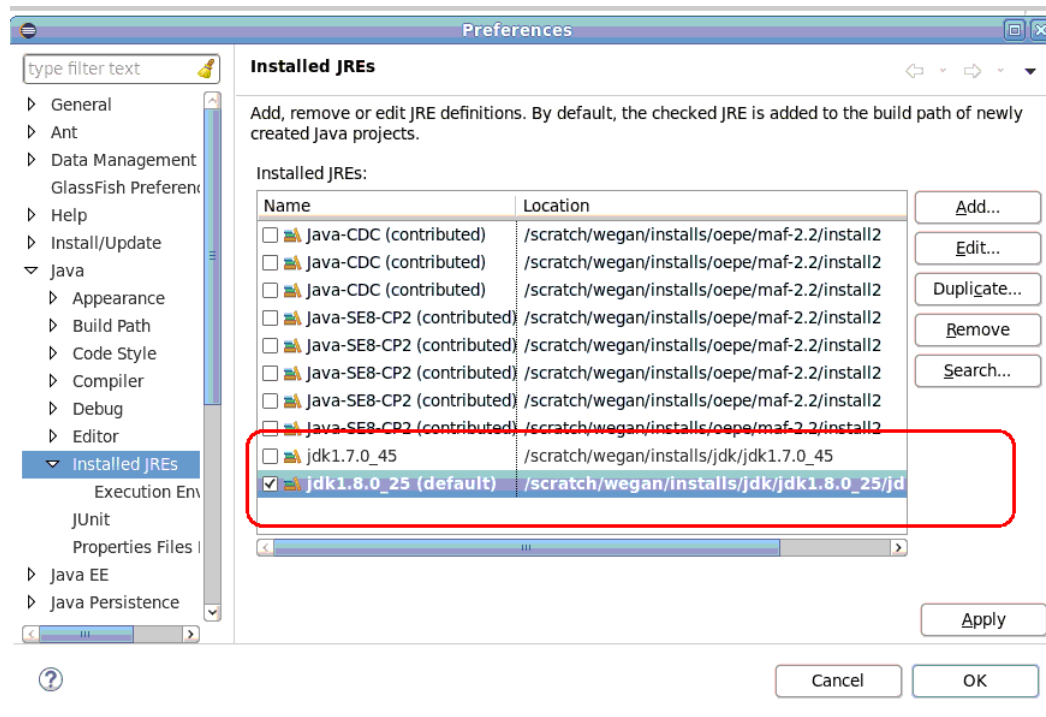 Preferences
type filter text
General
Ant
Data Management
GlassFish Preferen
Help
Install/Update
Java
Appearance
Build Path
Code Style
Compiler
Debug
Editor
Installed JREs
Execution Env
JUnit
Properties Files
Java EE
Java Persistence
Installed JREs
Add, remove or edit JRE definitions. By default, the checked JRE is added to the build path of newly
created Java projects.
Installed JREs:
Name Location
Java-CDC (contributed) /scratch/wegan/installs/oepe/maf-2.2/install2
Java-CDC (contributed) /scratch/wegan/installs/oepe/maf-2.2/install2
Java-CDC (contributed) /scratch/wegan/installs/oepe/maf-2.2/install2
Java-SE8-CP2 (contributed) /scratch/wegan/installs/oepe/maf-2.2/install2
Java-SE8-CP2 (contributed) /scratch/wegan/installs/oepe/maf-2.2/install2
Java-SE8-CP2 (contributed) /scratch/wegan/installs/oepe/maf-2.2/install2
Java-SE8-CP2 (contributed) /scratch/wegan/installs/oepe/maf-2.2/install2
Java-SE8-CP2 (contributed) /scratch/wegan/installs/oepe/maf-2.2/install2
jdk1.7.0_45 /scratch/wegan/installs/jdk/jdk1.7.0_45
jdk1.8.0_25 (default) /scratch/wegan/installs/jdk/jdk1.8.0_25/jd
Add...
Edit...
Duplicate...
Remove
Search...
Apply
Cancel
OK